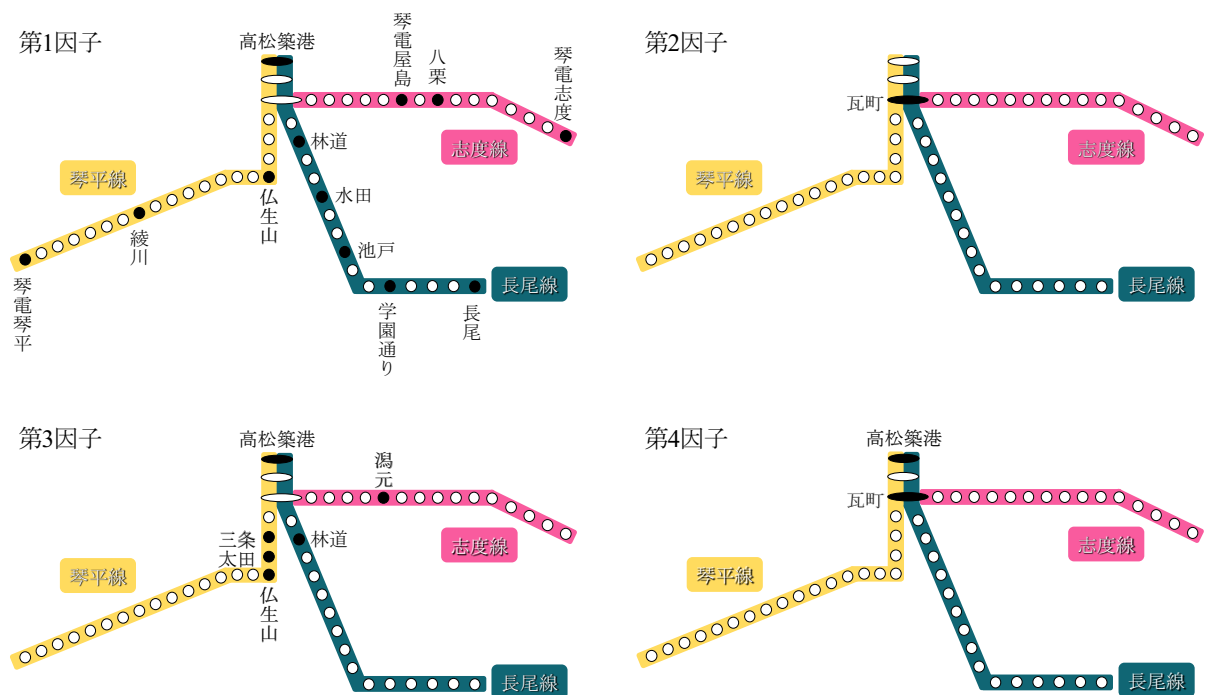 第1因子
高松築港
琴電屋島
八栗
琴電志度
林道
志度線
琴平線
水田
仏生山
綾川
池戸
長尾線
琴電琴平
学園通り
長尾
第2因子
瓦町
志度線
琴平線
長尾線
第3因子
高松築港
潟元
三条
太田
林道
志度線
琴平線
仏生山
長尾線
第4因子
高松築港
瓦町
志度線
琴平線
長尾線